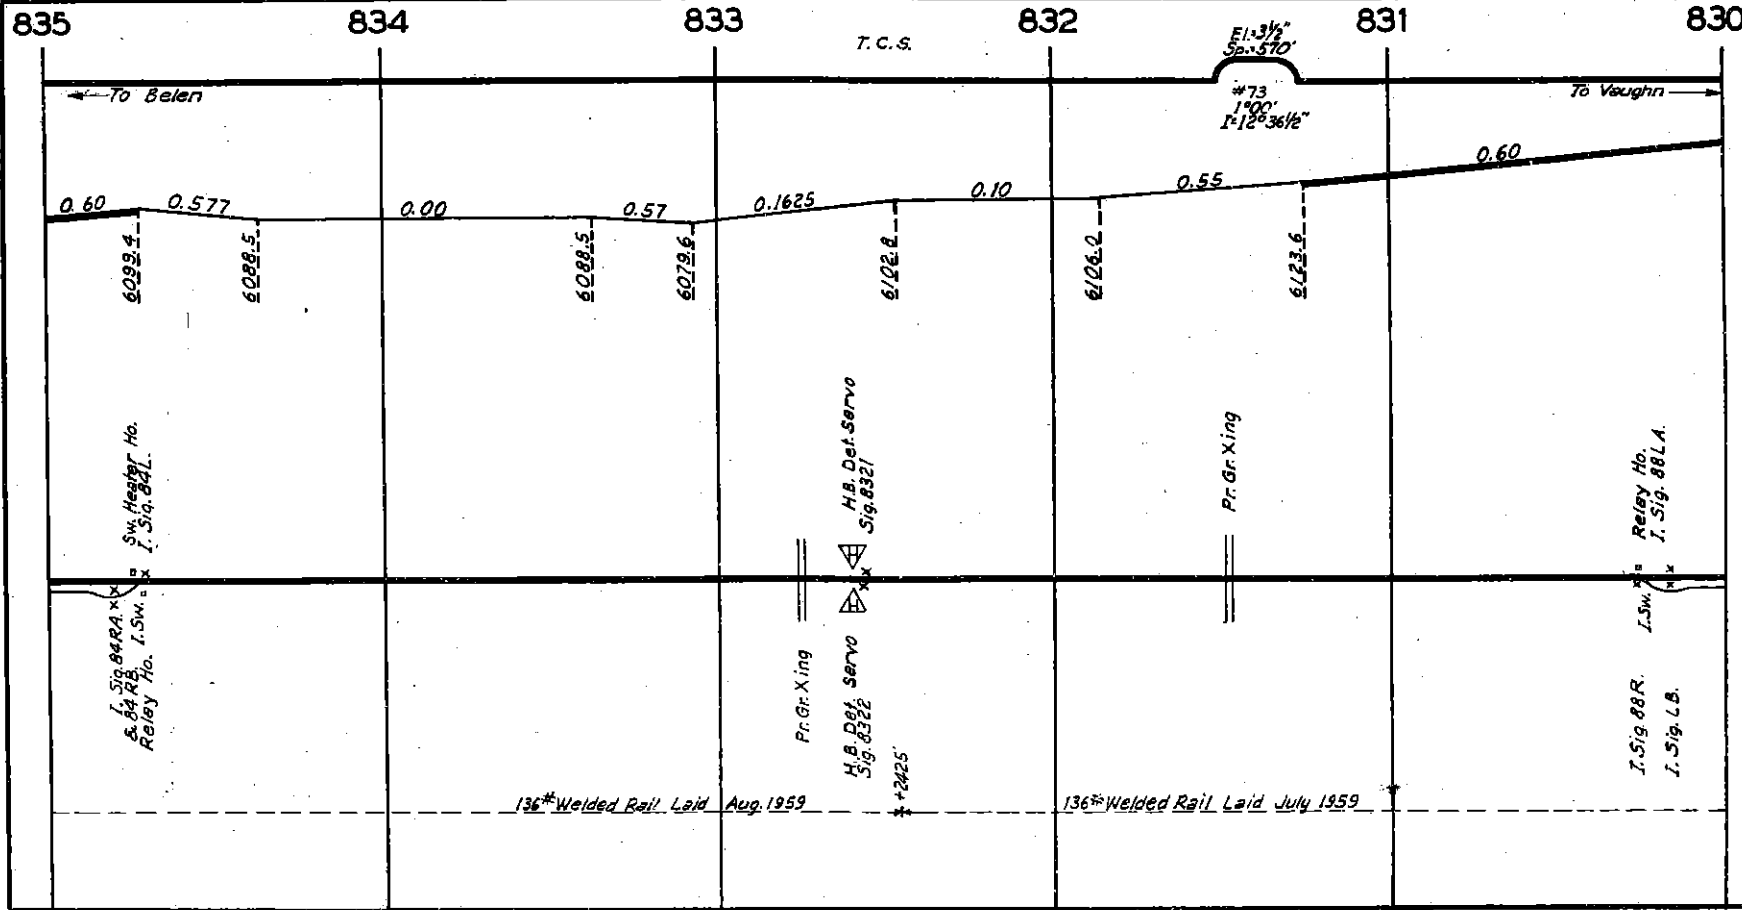 835 834 833 832 831 830
T.C.S.
El.=3½"
Sp.=570'
To Belen
#73
1°00'
I=12°36½"
To Vaughn
0.60 0.577 0.00 0.57 0.1625 0.10 0.55 0.60
6099.4
6088.5
6088.5
6079.6
6102.8
6106.0
6123.6
Sw. Heater Ho.
I. Sig. 84L.
H.B. Det. Servo
Sig. 8321
Pr. Gr. Xing
Relay Ho.
I. Sig. 88LA.
I. Sig. 84RA
& 84RB.
Relay Ho.
I. Sw.
Pr. Gr. Xing
H.B. Det. Servo
Sig. 8322
H
H
+2425'
I. Sw.
I. Sig. 88R.
I. Sig. LB.
136# Welded Rail Laid Aug. 1959
136# Welded Rail Laid July 1959